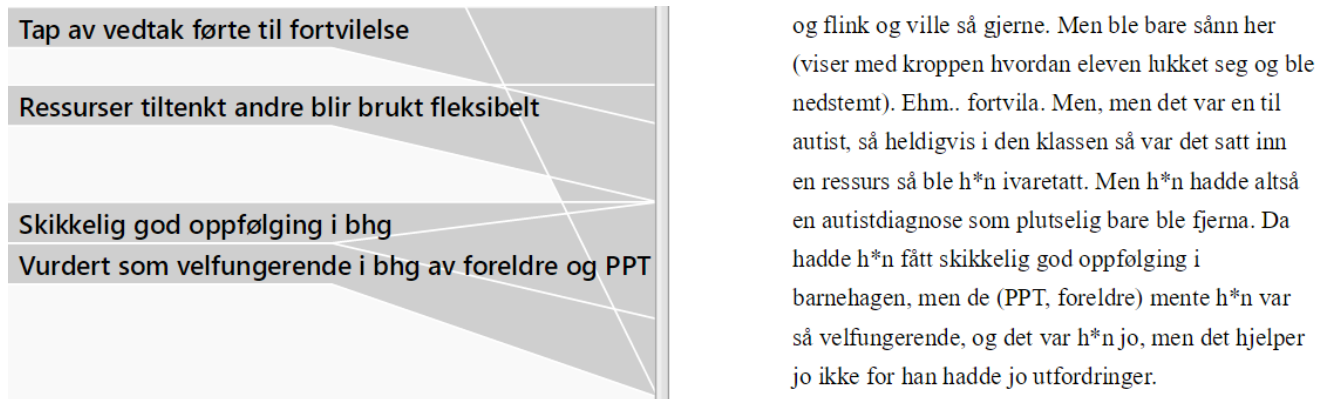 Tap av vedtak førte til fortvilelse
Ressurser tiltenkt andre blir brukt fleksibelt
Skikkelig god oppfølging i bhg
Vurdert som velfungerende i bhg av foreldre og PPT
og flink og ville så gjerne. Men ble bare sånn her
(viser med kroppen hvordan eleven lukket seg og ble
nedstemt). Ehm.. fortvila. Men, men det var en til
autist, så heldigvis i den klassen så var det satt inn
en ressurs så ble h*n ivaretatt. Men h*n hadde altså
en autistdiagnose som plutselig bare ble fjerna. Da
hadde h*n fått skikkelig god oppfølging i
barnehagen, men de (PPT, foreldre) mente h*n var
så velfungerende, og det var h*n jo, men det hjelper
jo ikke for han hadde jo utfordringer.